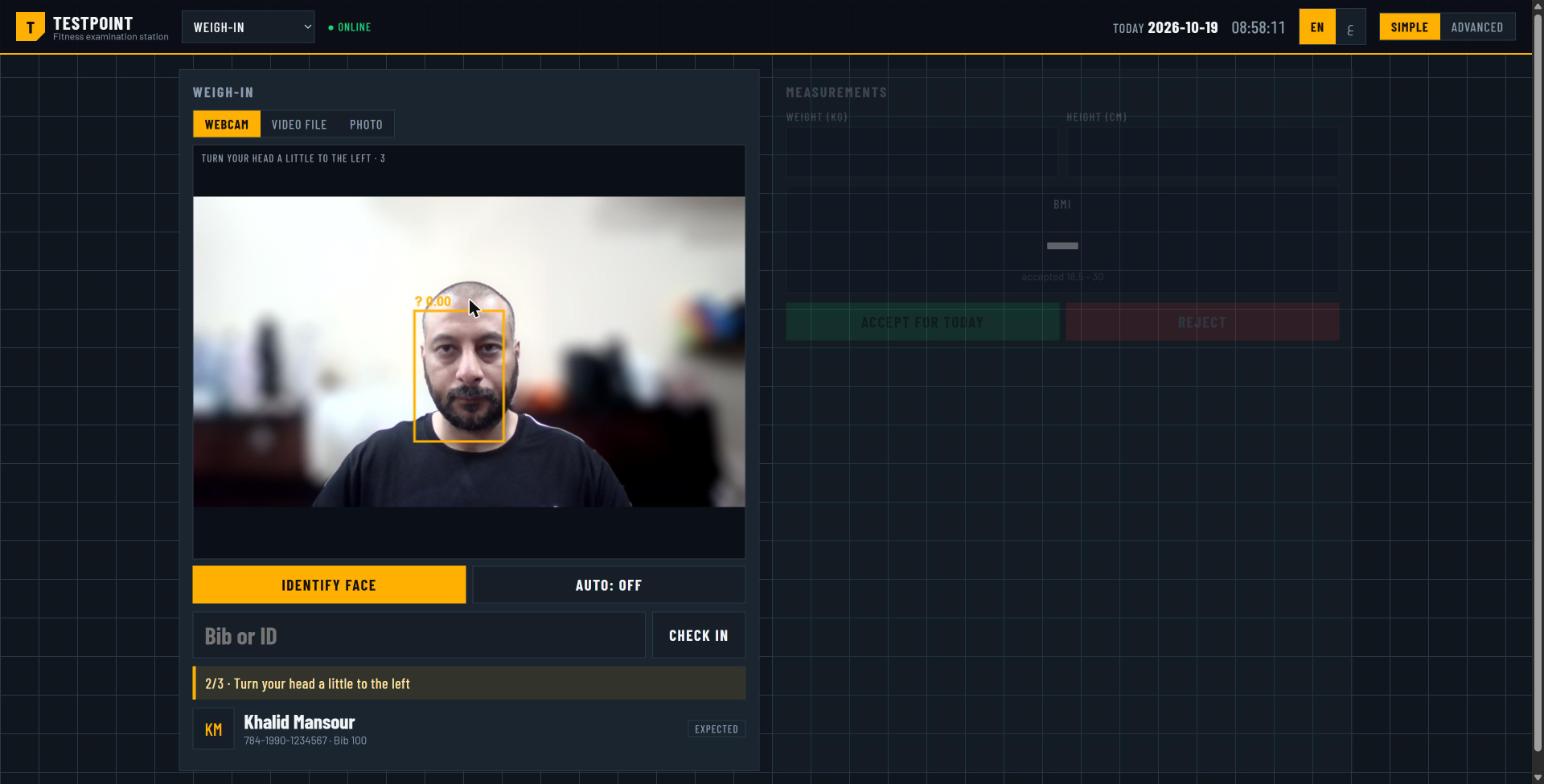 T
TESTPOINT
Fitness examination station
WEIGH-IN
ONLINE
TODAY 2026-10-19 08:58:11
EN
ع
SIMPLE
ADVANCED
WEIGH-IN
WEBCAM
VIDEO FILE
PHOTO
TURN YOUR HEAD A LITTLE TO THE LEFT · 3
? 0.00
IDENTIFY FACE
AUTO: OFF
Bib or ID
CHECK IN
2/3 · Turn your head a little to the left
KM
Khalid Mansour
784-1990-1234567 · Bib 100
EXPECTED
MEASUREMENTS
WEIGHT (KG)
HEIGHT (CM)
BMI
accepted 18.5 – 30
ACCEPT FOR TODAY
REJECT